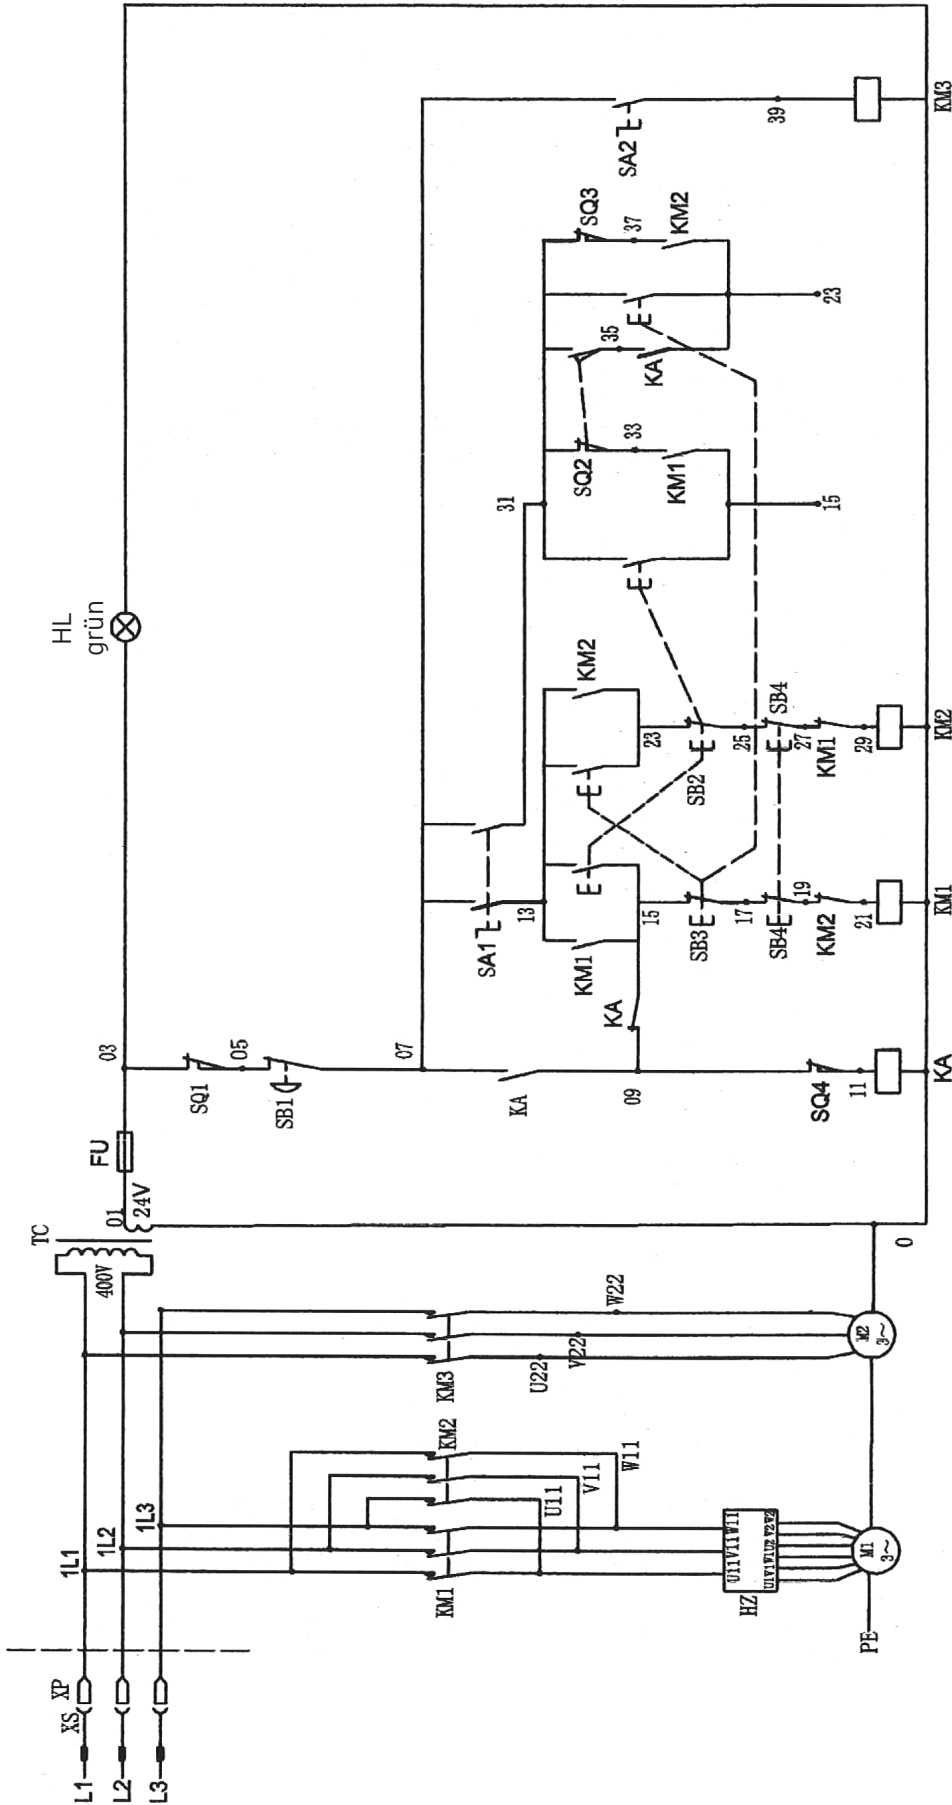 L1
L2
L3
XS
XP
1L1
1L2
1L3
TC
400V
24V
01
FU
03
HL
grün
SQ1
05
SB1
07
KA
09
SQ4
11
KA
SA1
13
KM1
KA
15
SB3
17
SB4
19
KM2
21
KM1
KM2
23
SB2
25
SB4
27
KM1
29
KM2
31
SQ2
33
KM1
15
35
KA
SQ3
37
KM2
23
SA2
39
KM3
KM1
KM2
KM3
U11
V11
W11
U22
V22
W22
HZ
U11V11W11
U1V1W1U2V2W2
M1
3~
M2
3~
PE
0